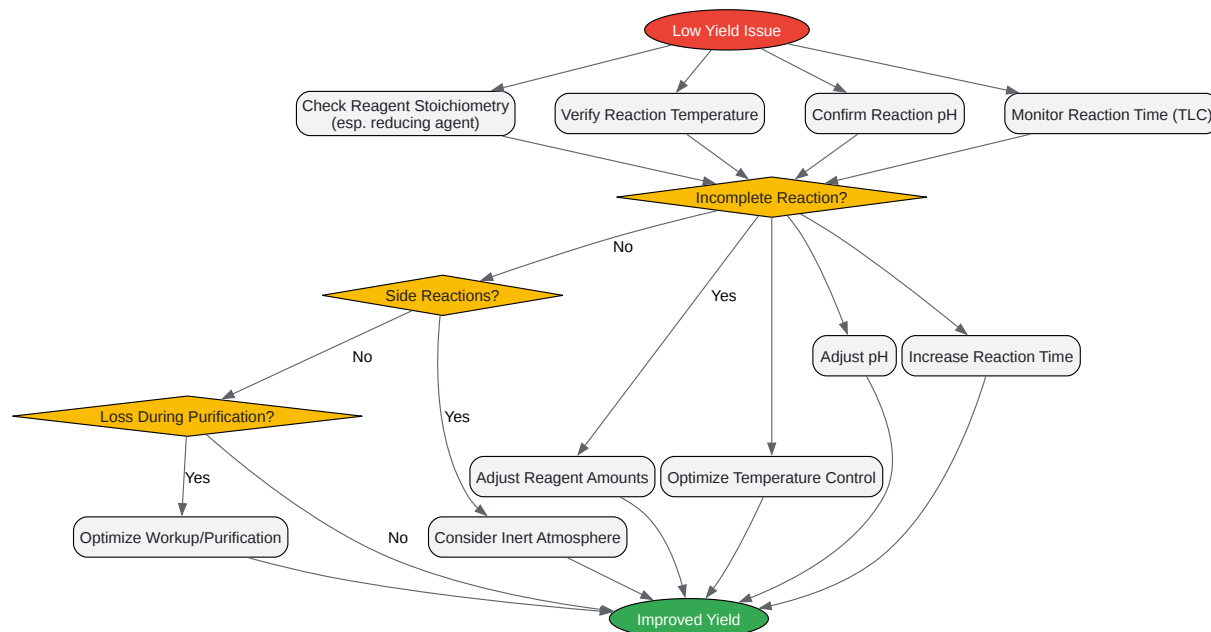 Low Yield Issue
Check Reagent Stoichiometry
(esp. reducing agent)
Verify Reaction Temperature
Confirm Reaction pH
Monitor Reaction Time (TLC)
Incomplete Reaction?
No
Side Reactions?
Yes
Adjust pH
Increase Reaction Time
No
Loss During Purification?
Yes
Yes
Adjust Reagent Amounts
Optimize Temperature Control
Optimize Workup/Purification
No
Consider Inert Atmosphere
Improved Yield